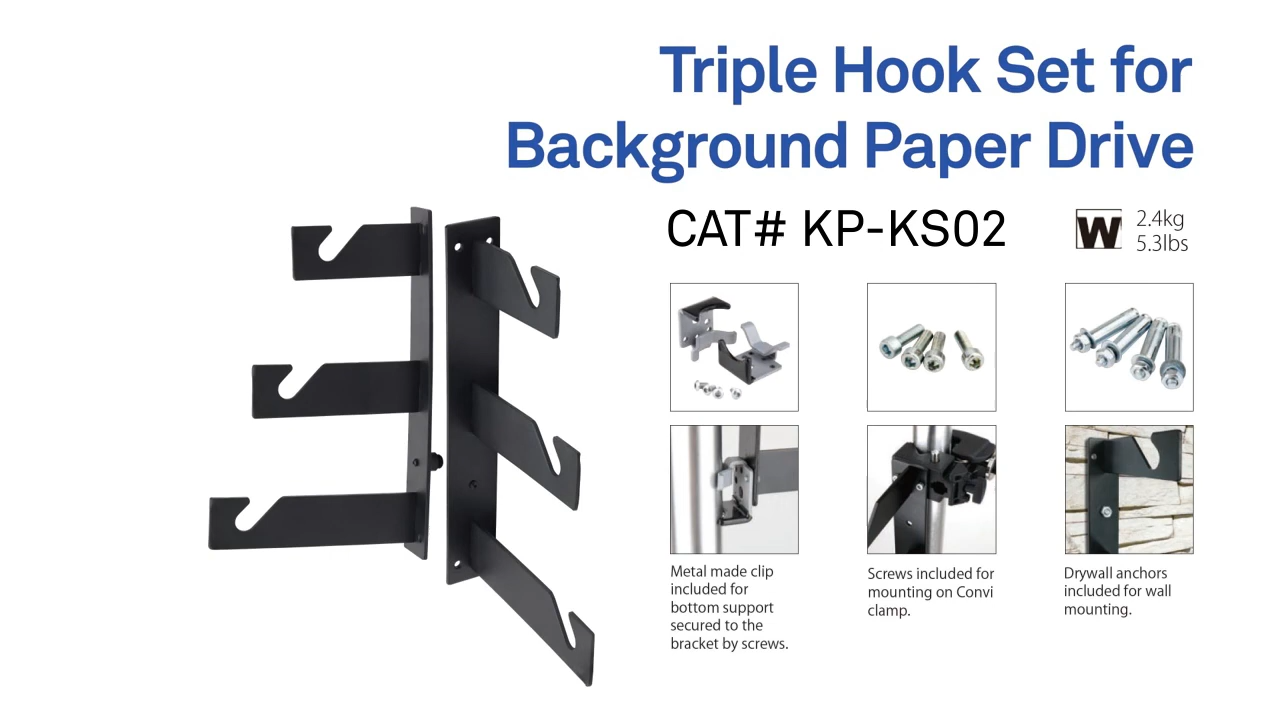 Triple Hook Set for
Background Paper Drive
CAT# KP-KS02
W
2.4kg
5.3lbs
Metal made clip
included for
bottom support
secured to the
bracket by screws.
Screws included for
mounting on Convi
clamp.
Drywall anchors
included for wall
mounting.